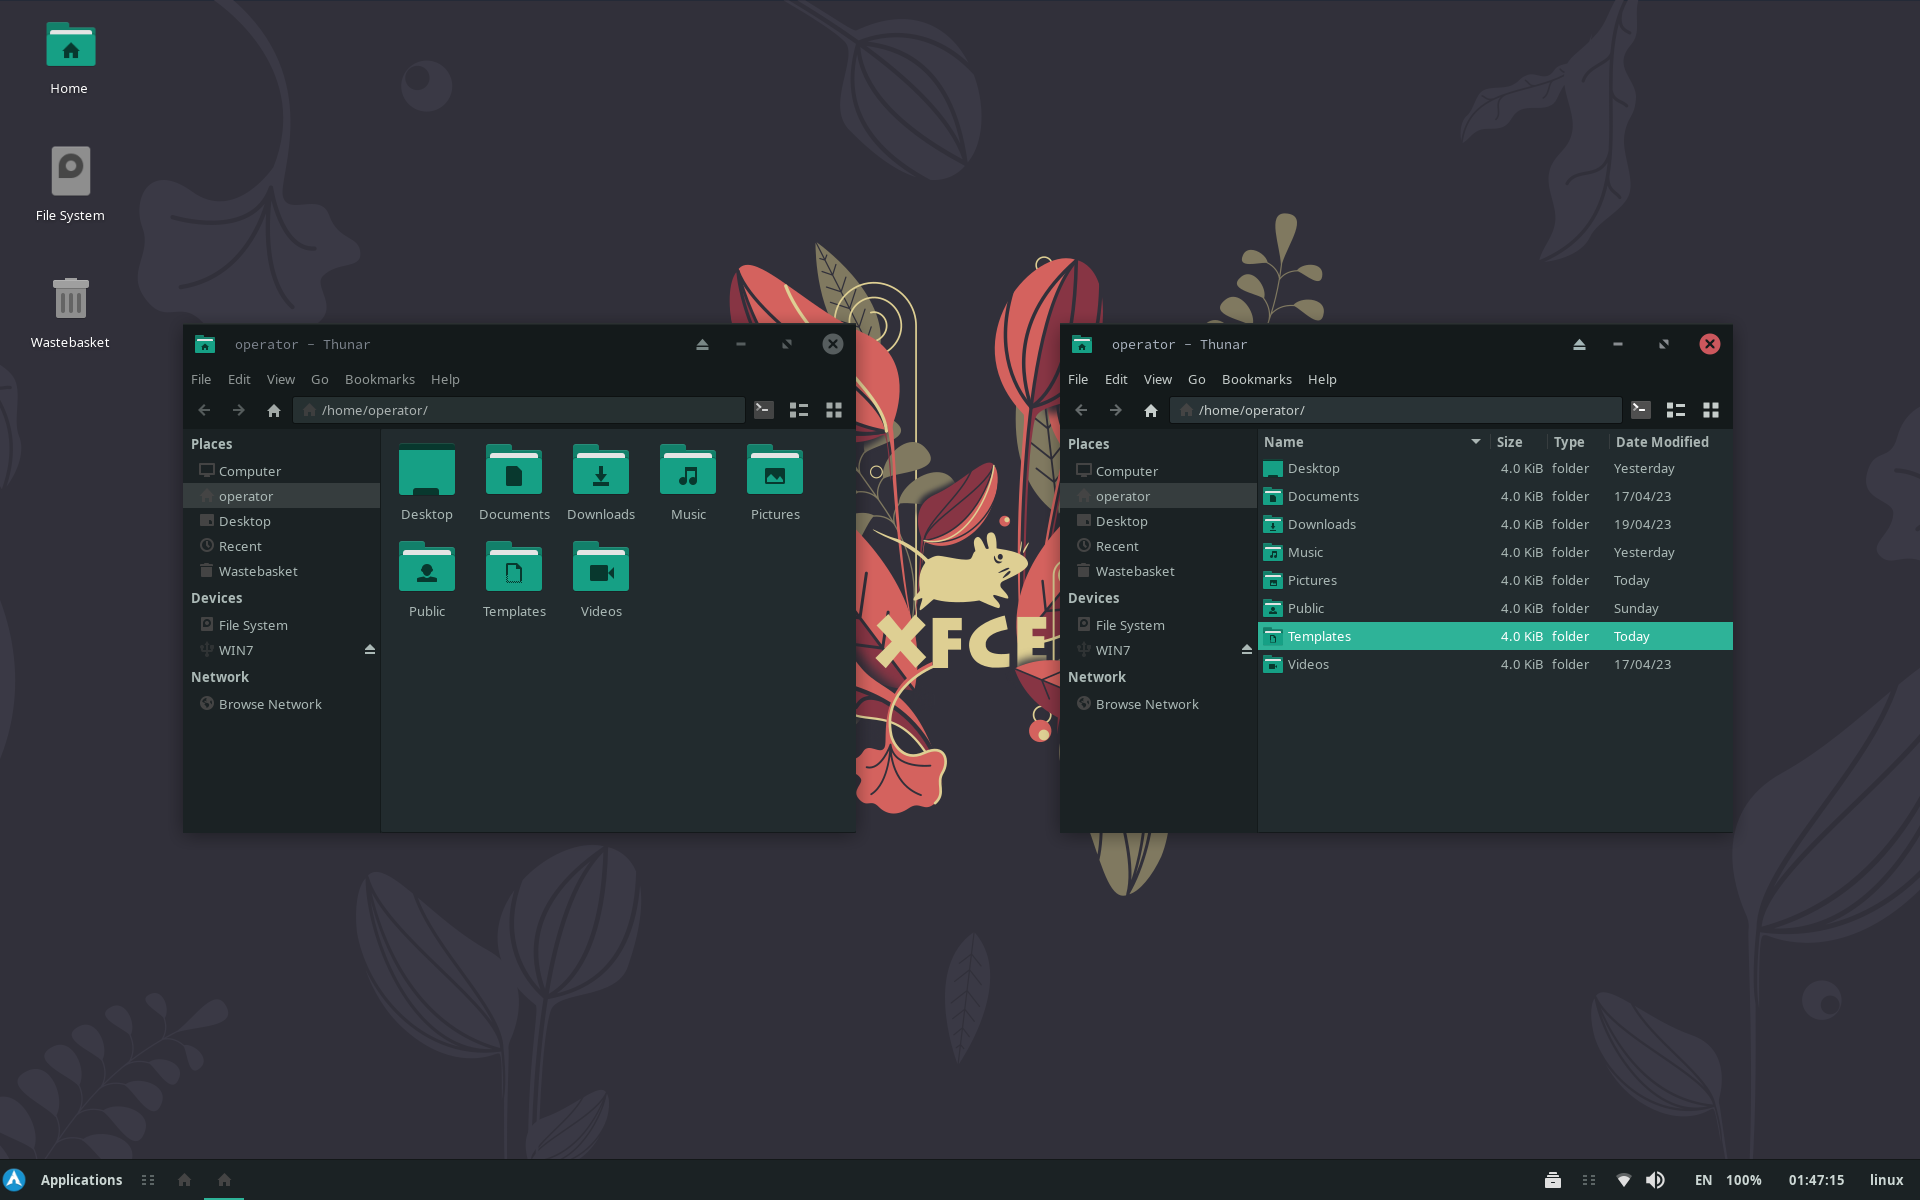 Home
File System
Wastebasket
operator – Thunar
File Edit View Go Bookmarks Help
/home/operator/
Places
Computer
operator
Desktop
Recent
Wastebasket
Devices
File System
WIN7
Network
Browse Network
Desktop Documents Downloads Music Pictures
Public Templates Videos
XFCE
operator – Thunar
File Edit View Go Bookmarks Help
/home/operator/
Places
Computer
operator
Desktop
Recent
Wastebasket
Devices
File System
WIN7
Network
Browse Network
Name Size Type Date Modified
Desktop 4.0 KiB folder Yesterday
Documents 4.0 KiB folder 17/04/23
Downloads 4.0 KiB folder 19/04/23
Music 4.0 KiB folder Yesterday
Pictures 4.0 KiB folder Today
Public 4.0 KiB folder Sunday
Templates 4.0 KiB folder Today
Videos 4.0 KiB folder 17/04/23
Applications EN 100% 01:47:15 linux